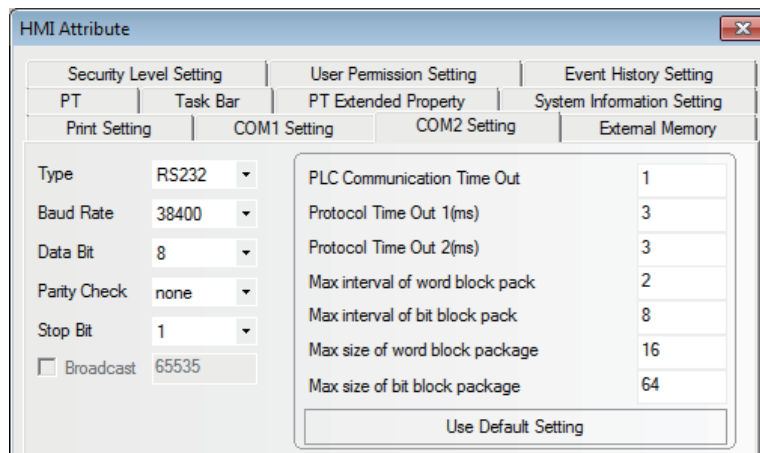 HMI Attribute
Security Level Setting User Permission Setting Event History Setting
PT Task Bar PT Extended Property System Information Setting
Print Setting COM1 Setting COM2 Setting External Memory
Type RS232
Baud Rate 38400
Data Bit 8
Parity Check none
Stop Bit 1
Broadcast 65535
PLC Communication Time Out 1
Protocol Time Out 1(ms) 3
Protocol Time Out 2(ms) 3
Max interval of word block pack 2
Max interval of bit block pack 8
Max size of word block package 16
Max size of bit block package 64
Use Default Setting